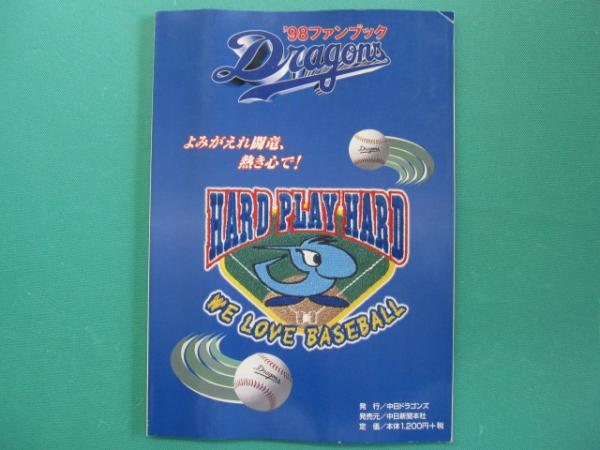 '98ファンブック
Dragons
よみがえれ闘竜、
熱き心で!
Dragons
HARD PLAY HARD
WE LOVE BASEBALL
Dragons
発 行/中日ドラゴンズ
発売元/中日新聞本社
定 価/本体1,200円+税